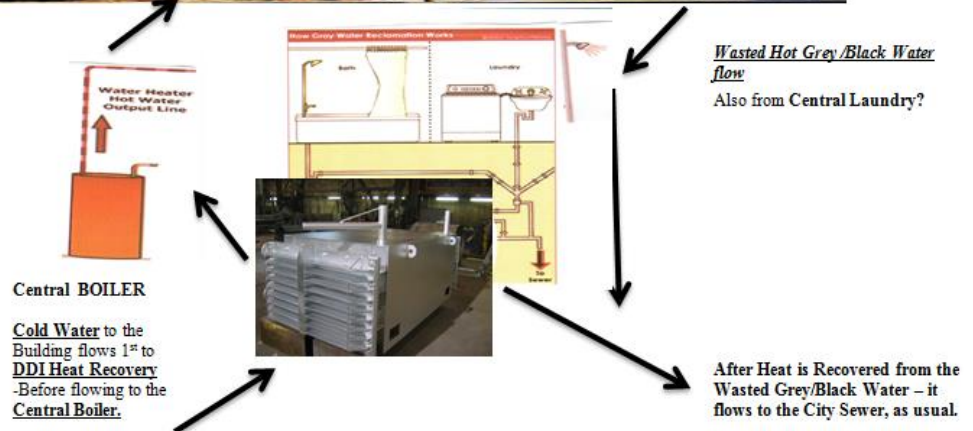 How Gray Water Reclamation Works
Bath
Laundry
To
Sewer
Water Heater
Hot Water
Output Line
Wasted Hot Grey /Black Water
flow
Also from Central Laundry?
Central BOILER
Cold Water to the
Building flows 1st to
DDI Heat Recovery
-Before flowing to the
Central Boiler.
After Heat is Recovered from the
Wasted Grey/Black Water – it
flows to the City Sewer, as usual.